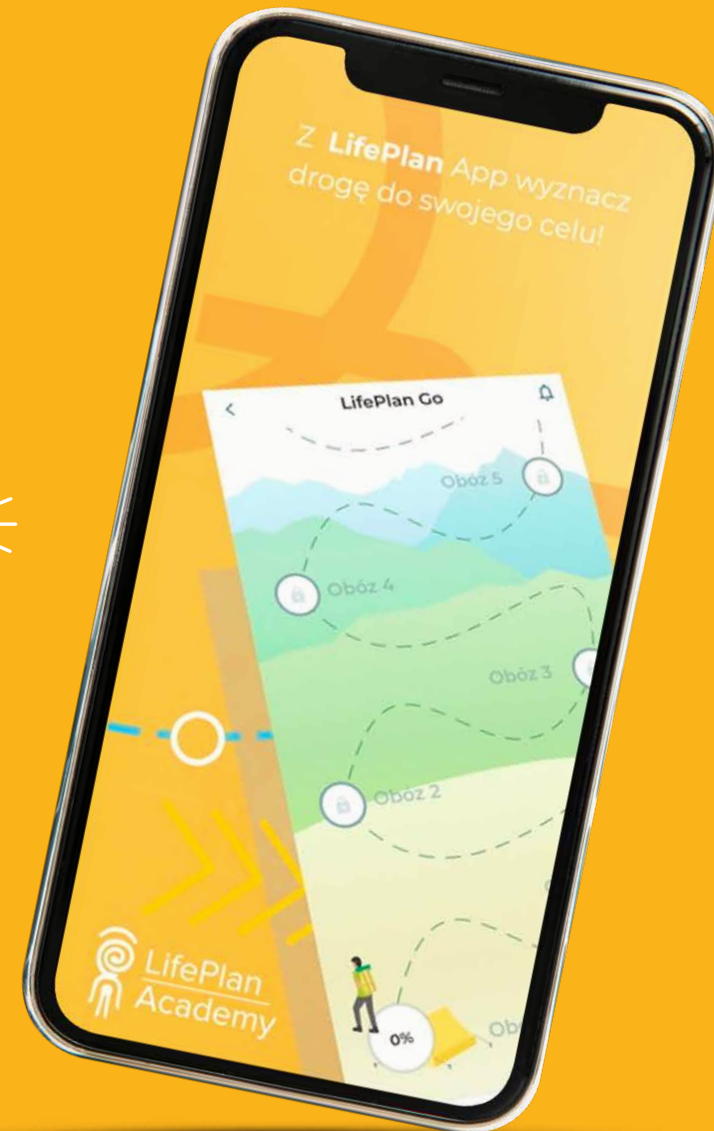 Z LifePlan App wyznacz
drogę do swojego celu!
LifePlan Go
Obóz 5
Obóz 4
Obóz 3
Obóz 2
0%
LifePlan
Academy